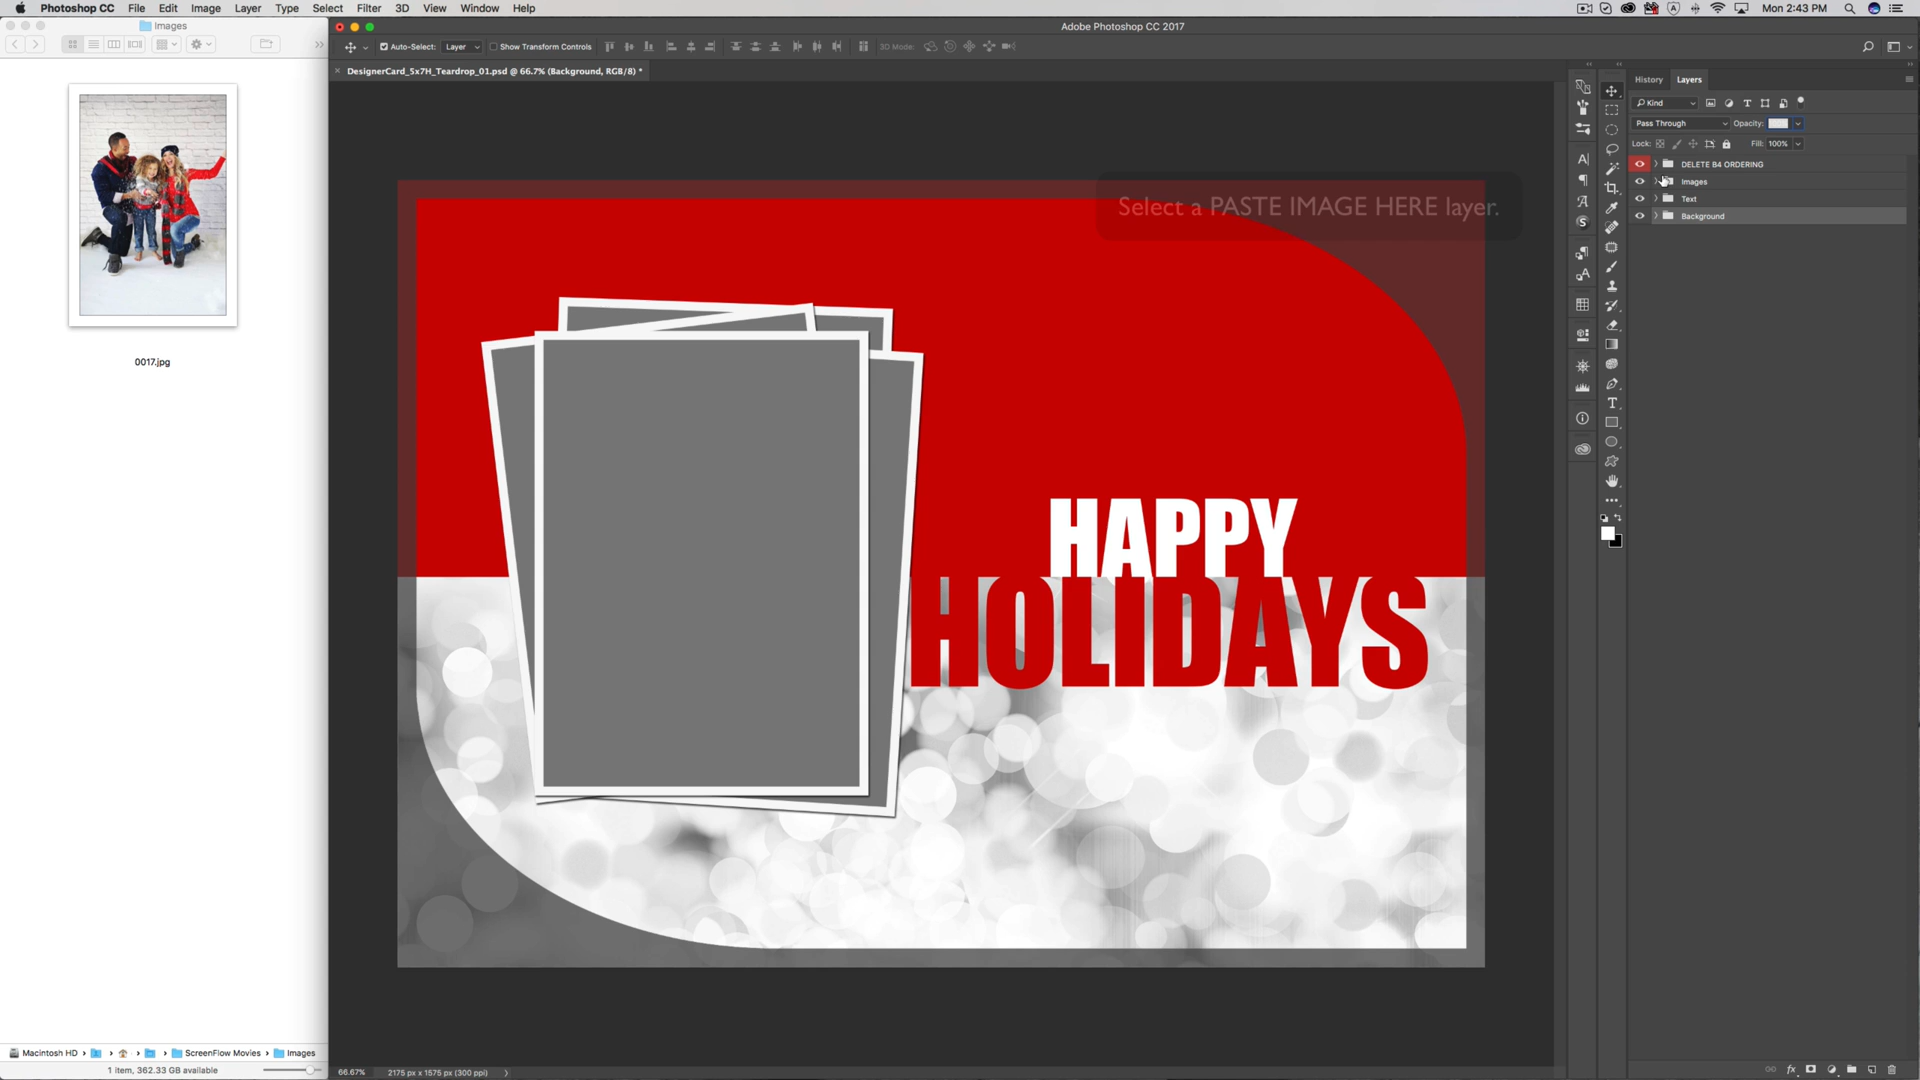 Photoshop CC File Edit Image Layer Type Select Filter 3D View Window Help
Mon 2:43 PM
Images
0017.jpg
Macintosh HD ScreenFlow Movies Images
1 item, 362.33 GB available
Adobe Photoshop CC 2017
Auto-Select: Layer Show Transform Controls 3D Mode:
DesignerCard_5x7H_Teardrop_01.psd @ 66.7% (Background, RGB/8) *
Select a PASTE IMAGE HERE layer.
HAPPY
HOLIDAYS
66.67% 2175 px x 1575 px (300 ppi)
History Layers
Kind
Pass Through Opacity:
Lock: Fill: 100%
DELETE B4 ORDERING
Images
Text
Background